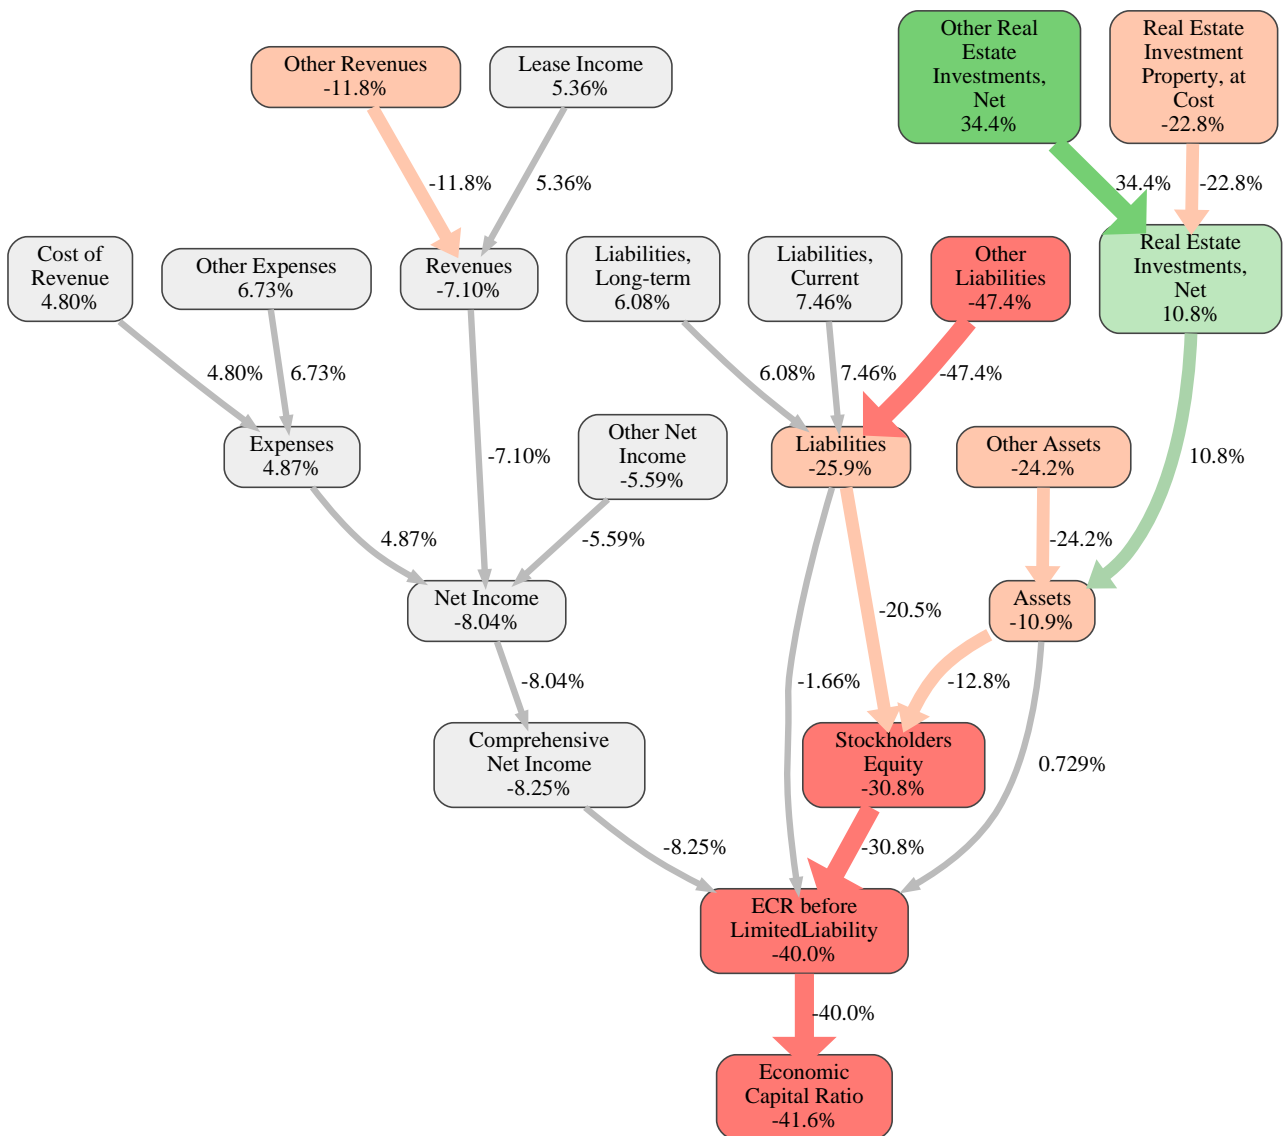 Other Revenues
-11.8%
Lease Income
5.36%
Other Real
Estate
Investments,
Net
34.4%
Real Estate
Investment
Property, at
Cost
-22.8%
-11.8%
5.36%
34.4%
-22.8%
Cost of
Revenue
4.80%
Other Expenses
6.73%
Revenues
-7.10%
Liabilities,
Long-term
6.08%
Liabilities,
Current
7.46%
Other
Liabilities
-47.4%
Real Estate
Investments,
Net
10.8%
4.80%
6.73%
6.08%
7.46%
-47.4%
Expenses
4.87%
-7.10%
Other Net
Income
-5.59%
Liabilities
-25.9%
Other Assets
-24.2%
10.8%
4.87%
-5.59%
-24.2%
Net Income
-8.04%
-20.5%
Assets
-10.9%
-8.04%
-1.66%
-12.8%
Comprehensive
Net Income
-8.25%
Stockholders
Equity
-30.8%
0.729%
-8.25%
-30.8%
ECR before
LimitedLiability
-40.0%
-40.0%
Economic
Capital Ratio
-41.6%